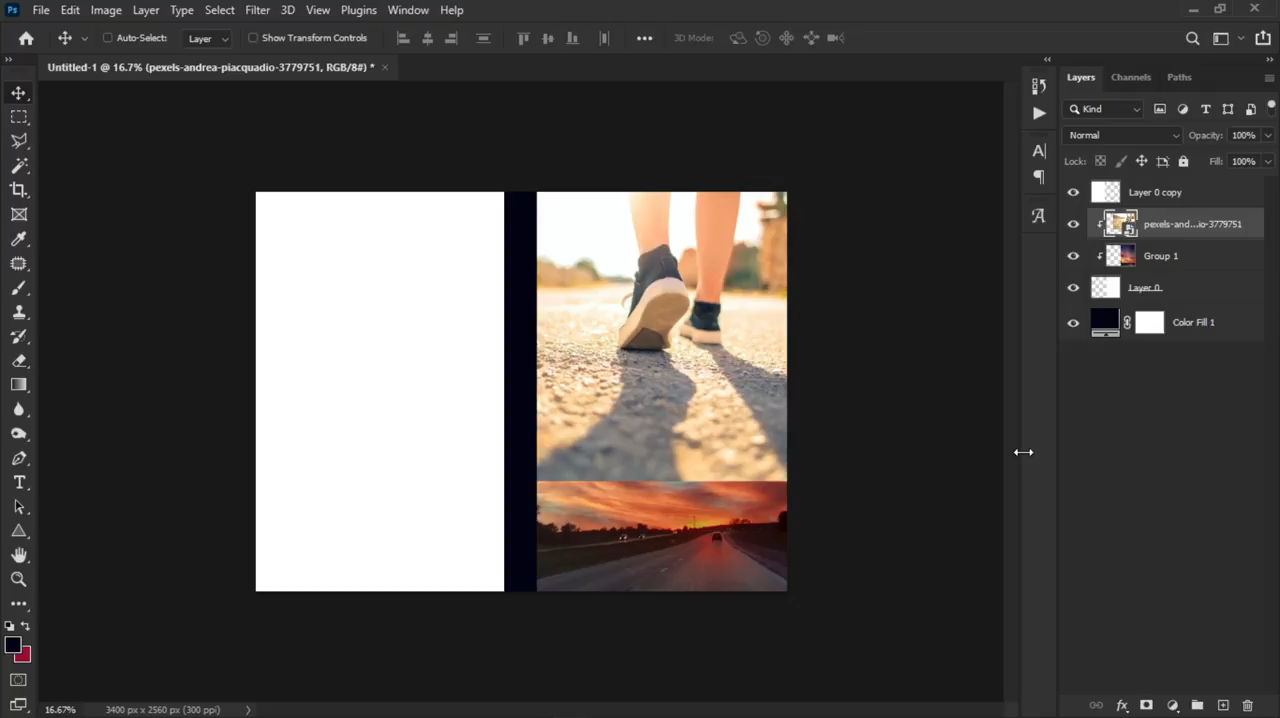 Ps File Edit Image Layer Type Select Filter 3D View Plugins Window Help
Auto-Select: Layer Show Transform Controls 3D Mode:
Untitled-1 @ 16.7% (pexels-andrea-piacquadio-3779751, RGB/8#) *
Layers Channels Paths
Kind
Normal Opacity: 100%
Lock: Fill: 100%
Layer 0 copy
pexels-and...io-3779751
Group 1
Layer 0
Color Fill 1
16.67% 3400 px x 2560 px (300 ppi)